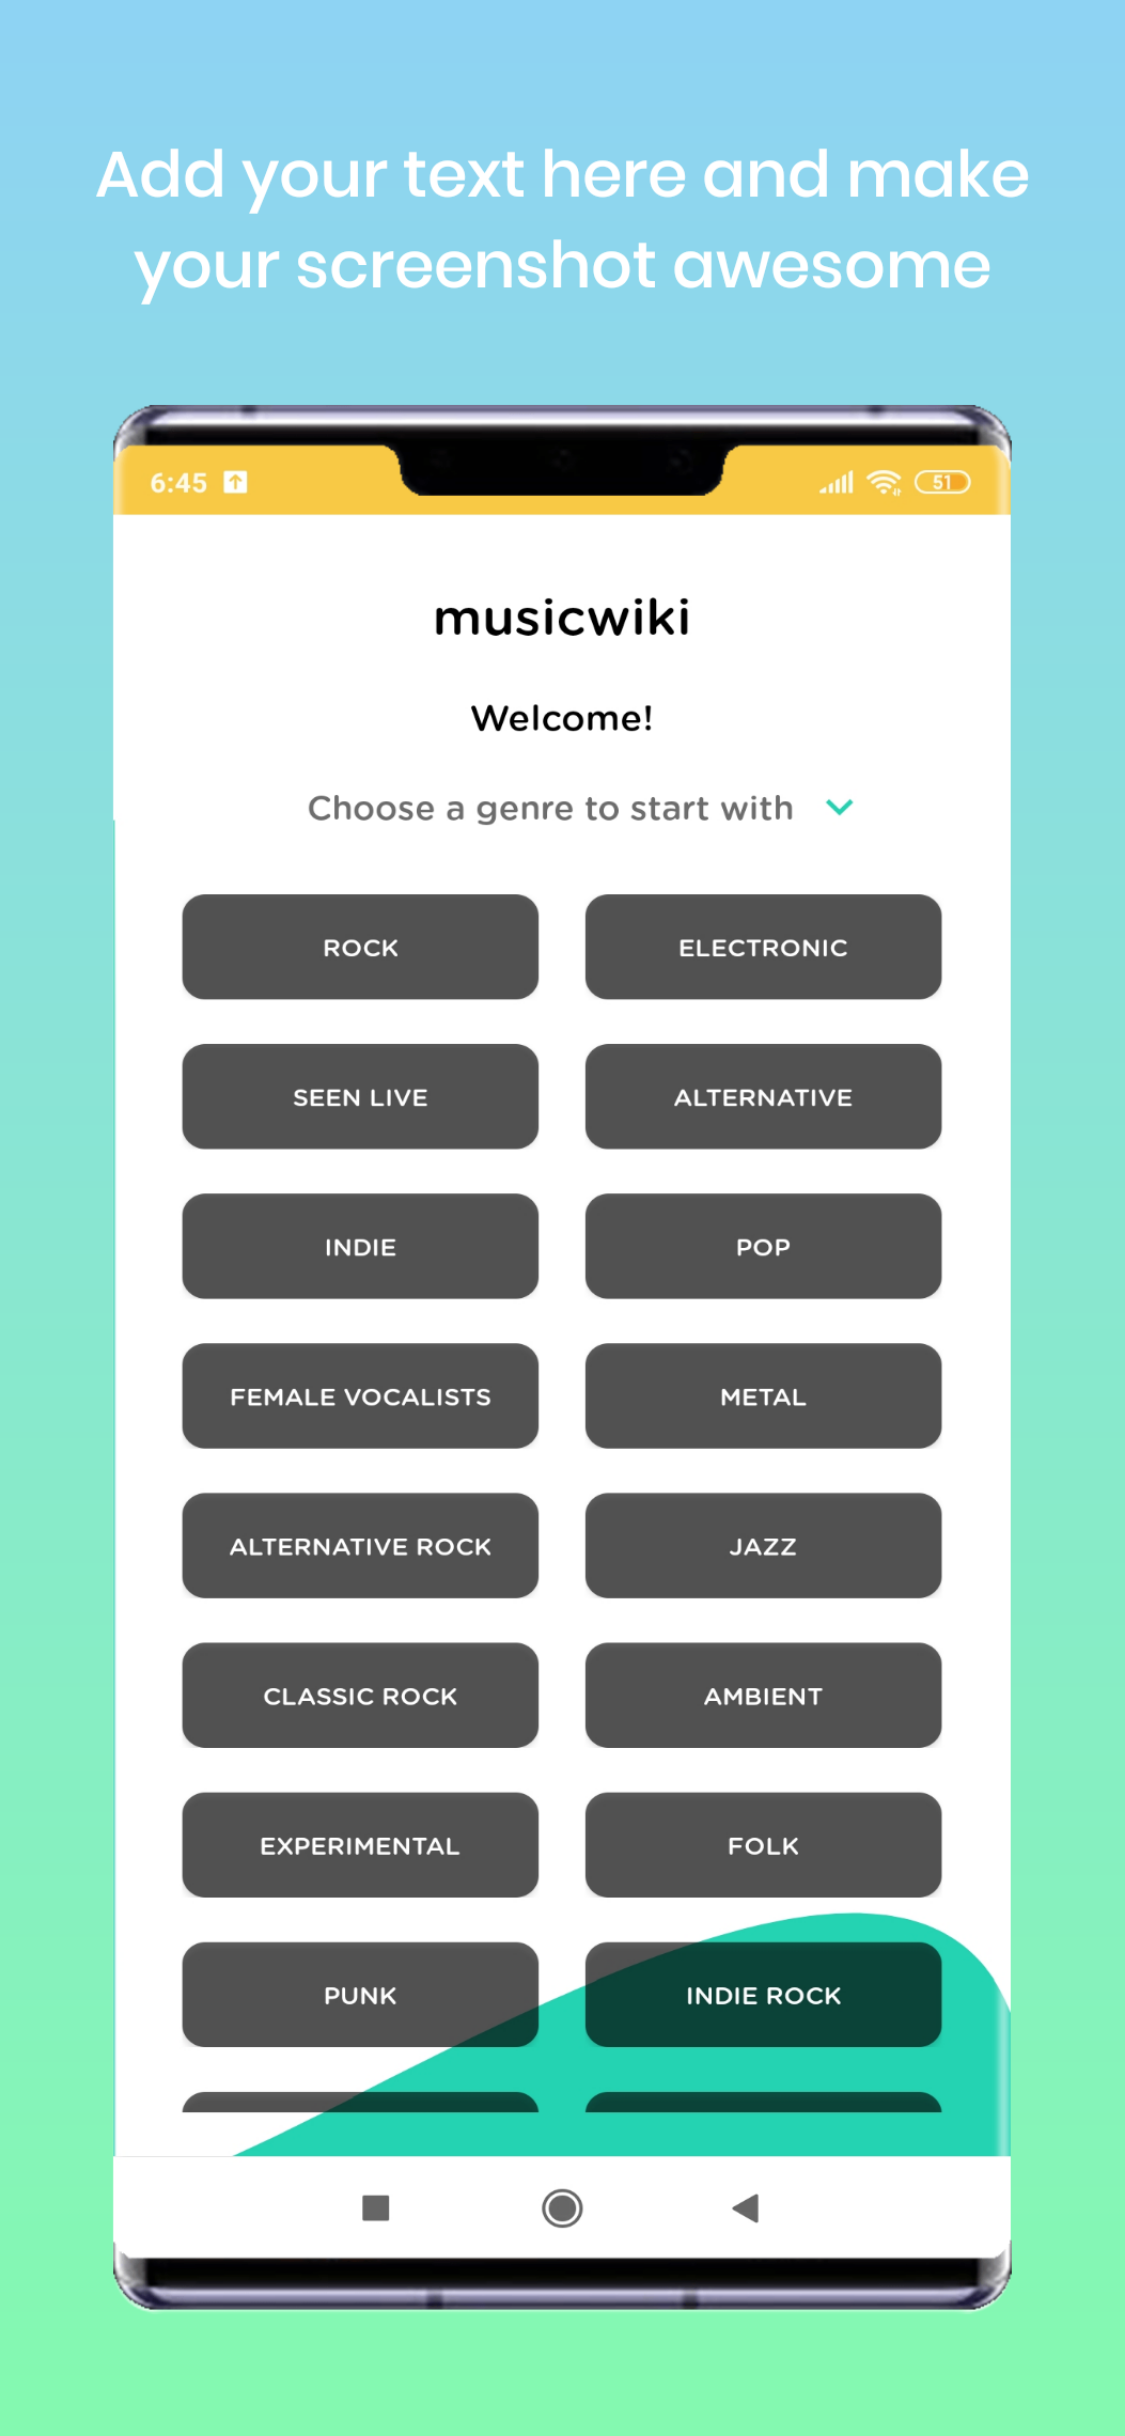 Add your text here and make
your screenshot awesome
6:45
51
musicwiki
Welcome!
Choose a genre to start with
ROCK
ELECTRONIC
SEEN LIVE
ALTERNATIVE
INDIE
POP
FEMALE VOCALISTS
METAL
ALTERNATIVE ROCK
JAZZ
CLASSIC ROCK
AMBIENT
EXPERIMENTAL
FOLK
PUNK
INDIE ROCK